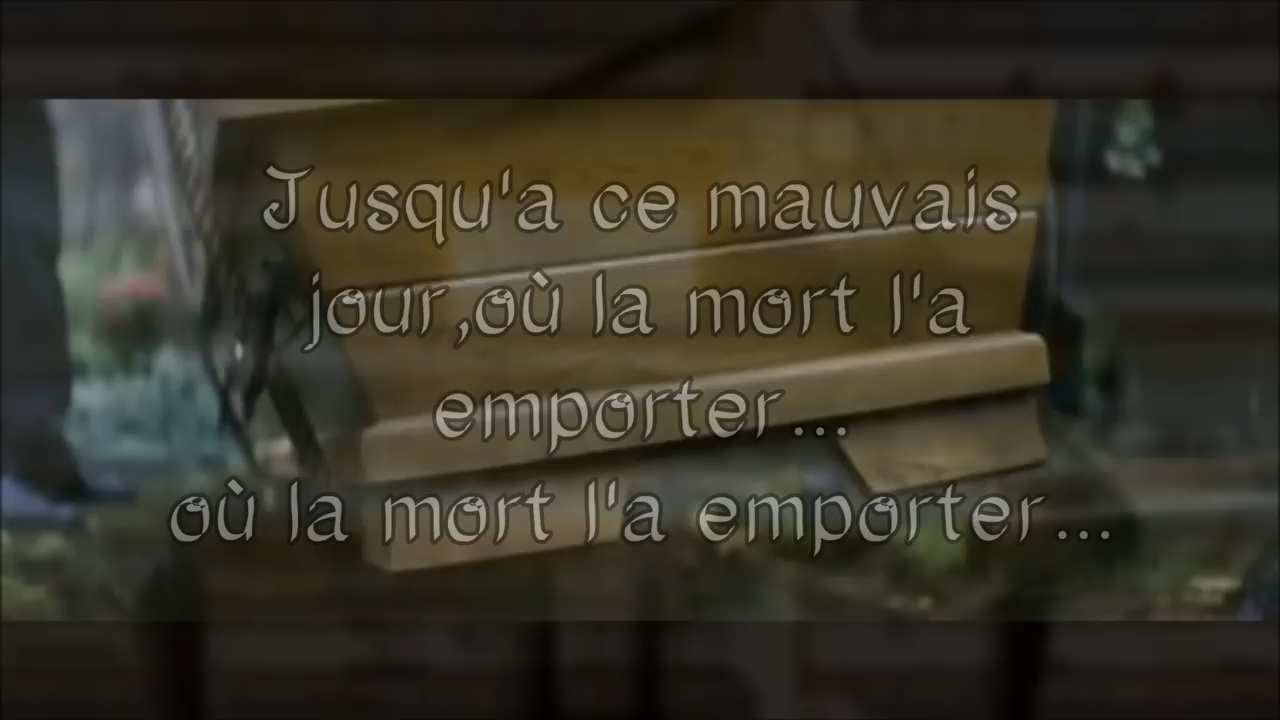 Jusqu'a ce mauvais
jour,où la mort l'a
emporter...
où la mort l'a emporter...